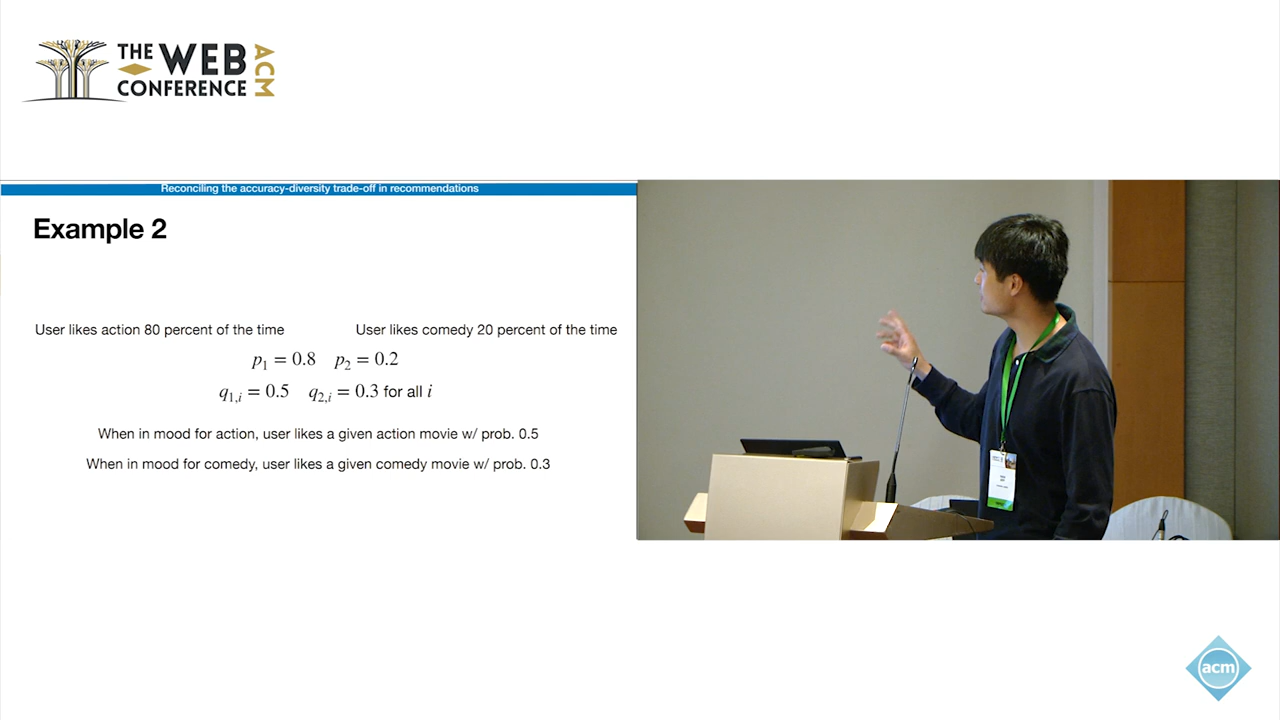 THE WEB
CONFERENCE
ACM
Reconciling the accuracy-diversity trade-off in recommendations
Example 2
User likes action 80 percent of the time
User likes comedy 20 percent of the time
p₁ = 0.8 p₂ = 0.2
q₁,ᵢ = 0.5 q₂,ᵢ = 0.3 for all i
When in mood for action, user likes a given action movie w/ prob. 0.5
When in mood for comedy, user likes a given comedy movie w/ prob. 0.3
acm